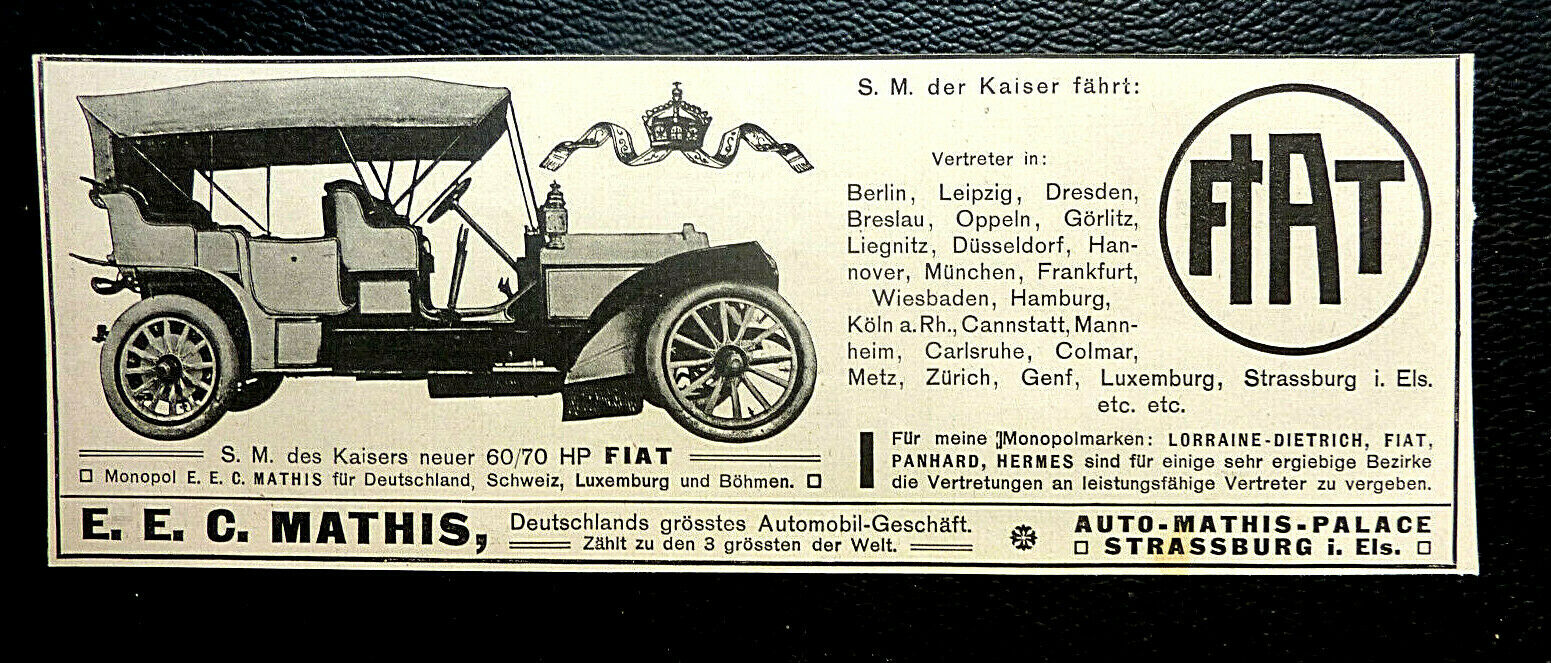 S. M. der Kaiser fährt:
FIAT
Vertreter in:
Berlin, Leipzig, Dresden,
Breslau, Oppeln, Görlitz,
Liegnitz, Düsseldorf, Han-
nover, München, Frankfurt,
Wiesbaden, Hamburg,
Köln a. Rh., Cannstatt, Mann-
heim, Carlsruhe, Colmar,
Metz, Zürich, Genf, Luxemburg, Strassburg i. Els.
etc. etc.
S. M. des Kaisers neuer 60/70 HP FIAT
Monopol E. E. C. MATHIS für Deutschland, Schweiz, Luxemburg und Böhmen.
Für meine Monopolmarken: LORRAINE-DIETRICH, FIAT,
PANHARD, HERMES sind für einige sehr ergiebige Bezirke
die Vertretungen an leistungsfähige Vertreter zu vergeben.
E. E. C. MATHIS,
Deutschlands grösstes Automobil-Geschäft.
Zählt zu den 3 grössten der Welt.
AUTO-MATHIS-PALACE
STRASSBURG i. Els.